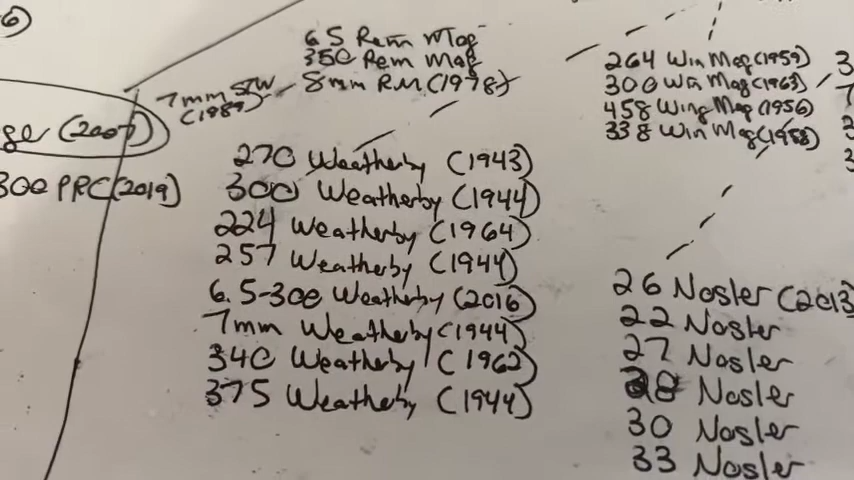 6)
6.5 Rem Mag
350 Rem Mag
8mm RM (1978)
7mm STW
(1989)
264 Win Mag (1959)
300 Win Mag (1963)
458 Wing Mag (1956)
338 Win Mag (1958)
(2007)
300 PRC (2019)
270 Weatherby (1943)
300 Weatherby (1944)
224 Weatherby (1964)
257 Weatherby (1944)
6.5-300 Weatherby (2016)
7mm Weatherby (1944)
340 Weatherby (1962)
375 Weatherby (1944)
26 Nosler (2013)
22 Nosler
27 Nosler
28 Nosler
30 Nosler
33 Nosler